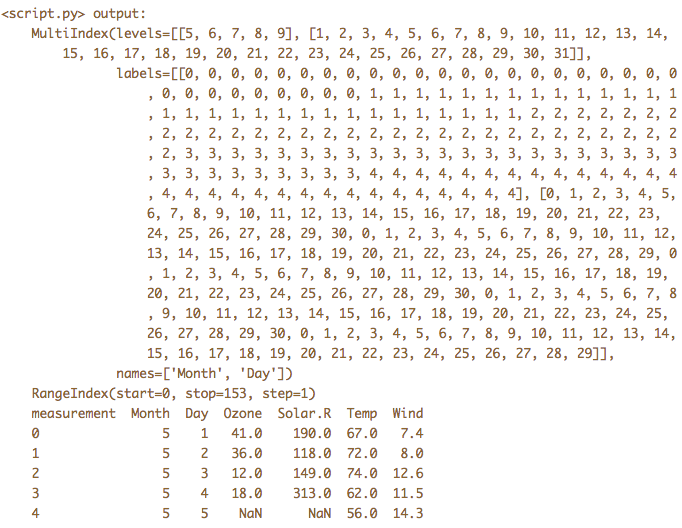 <script.py> output:
MultiIndex(levels=[[5, 6, 7, 8, 9], [1, 2, 3, 4, 5, 6, 7, 8, 9, 10, 11, 12, 13, 14,
15, 16, 17, 18, 19, 20, 21, 22, 23, 24, 25, 26, 27, 28, 29, 30, 31]],
labels=[[0, 0, 0, 0, 0, 0, 0, 0, 0, 0, 0, 0, 0, 0, 0, 0, 0, 0, 0, 0, 0, 0
, 0, 0, 0, 0, 0, 0, 0, 0, 0, 1, 1, 1, 1, 1, 1, 1, 1, 1, 1, 1, 1, 1, 1
, 1, 1, 1, 1, 1, 1, 1, 1, 1, 1, 1, 1, 1, 1, 1, 1, 2, 2, 2, 2, 2, 2, 2
, 2, 2, 2, 2, 2, 2, 2, 2, 2, 2, 2, 2, 2, 2, 2, 2, 2, 2, 2, 2, 2, 2, 2
, 2, 3, 3, 3, 3, 3, 3, 3, 3, 3, 3, 3, 3, 3, 3, 3, 3, 3, 3, 3, 3, 3, 3
, 3, 3, 3, 3, 3, 3, 3, 3, 3, 4, 4, 4, 4, 4, 4, 4, 4, 4, 4, 4, 4, 4, 4
, 4, 4, 4, 4, 4, 4, 4, 4, 4, 4, 4, 4, 4, 4, 4, 4], [0, 1, 2, 3, 4, 5,
6, 7, 8, 9, 10, 11, 12, 13, 14, 15, 16, 17, 18, 19, 20, 21, 22, 23,
24, 25, 26, 27, 28, 29, 30, 0, 1, 2, 3, 4, 5, 6, 7, 8, 9, 10, 11, 12,
13, 14, 15, 16, 17, 18, 19, 20, 21, 22, 23, 24, 25, 26, 27, 28, 29, 0
, 1, 2, 3, 4, 5, 6, 7, 8, 9, 10, 11, 12, 13, 14, 15, 16, 17, 18, 19,
20, 21, 22, 23, 24, 25, 26, 27, 28, 29, 30, 0, 1, 2, 3, 4, 5, 6, 7, 8
, 9, 10, 11, 12, 13, 14, 15, 16, 17, 18, 19, 20, 21, 22, 23, 24, 25,
26, 27, 28, 29, 30, 0, 1, 2, 3, 4, 5, 6, 7, 8, 9, 10, 11, 12, 13, 14,
15, 16, 17, 18, 19, 20, 21, 22, 23, 24, 25, 26, 27, 28, 29]],
names=['Month', 'Day'])
RangeIndex(start=0, stop=153, step=1)
measurement  Month  Day  Ozone  Solar.R  Temp  Wind
0                5    1   41.0    190.0  67.0   7.4
1                5    2   36.0    118.0  72.0   8.0
2                5    3   12.0    149.0  74.0  12.6
3                5    4   18.0    313.0  62.0  11.5
4                5    5    NaN      NaN  56.0  14.3